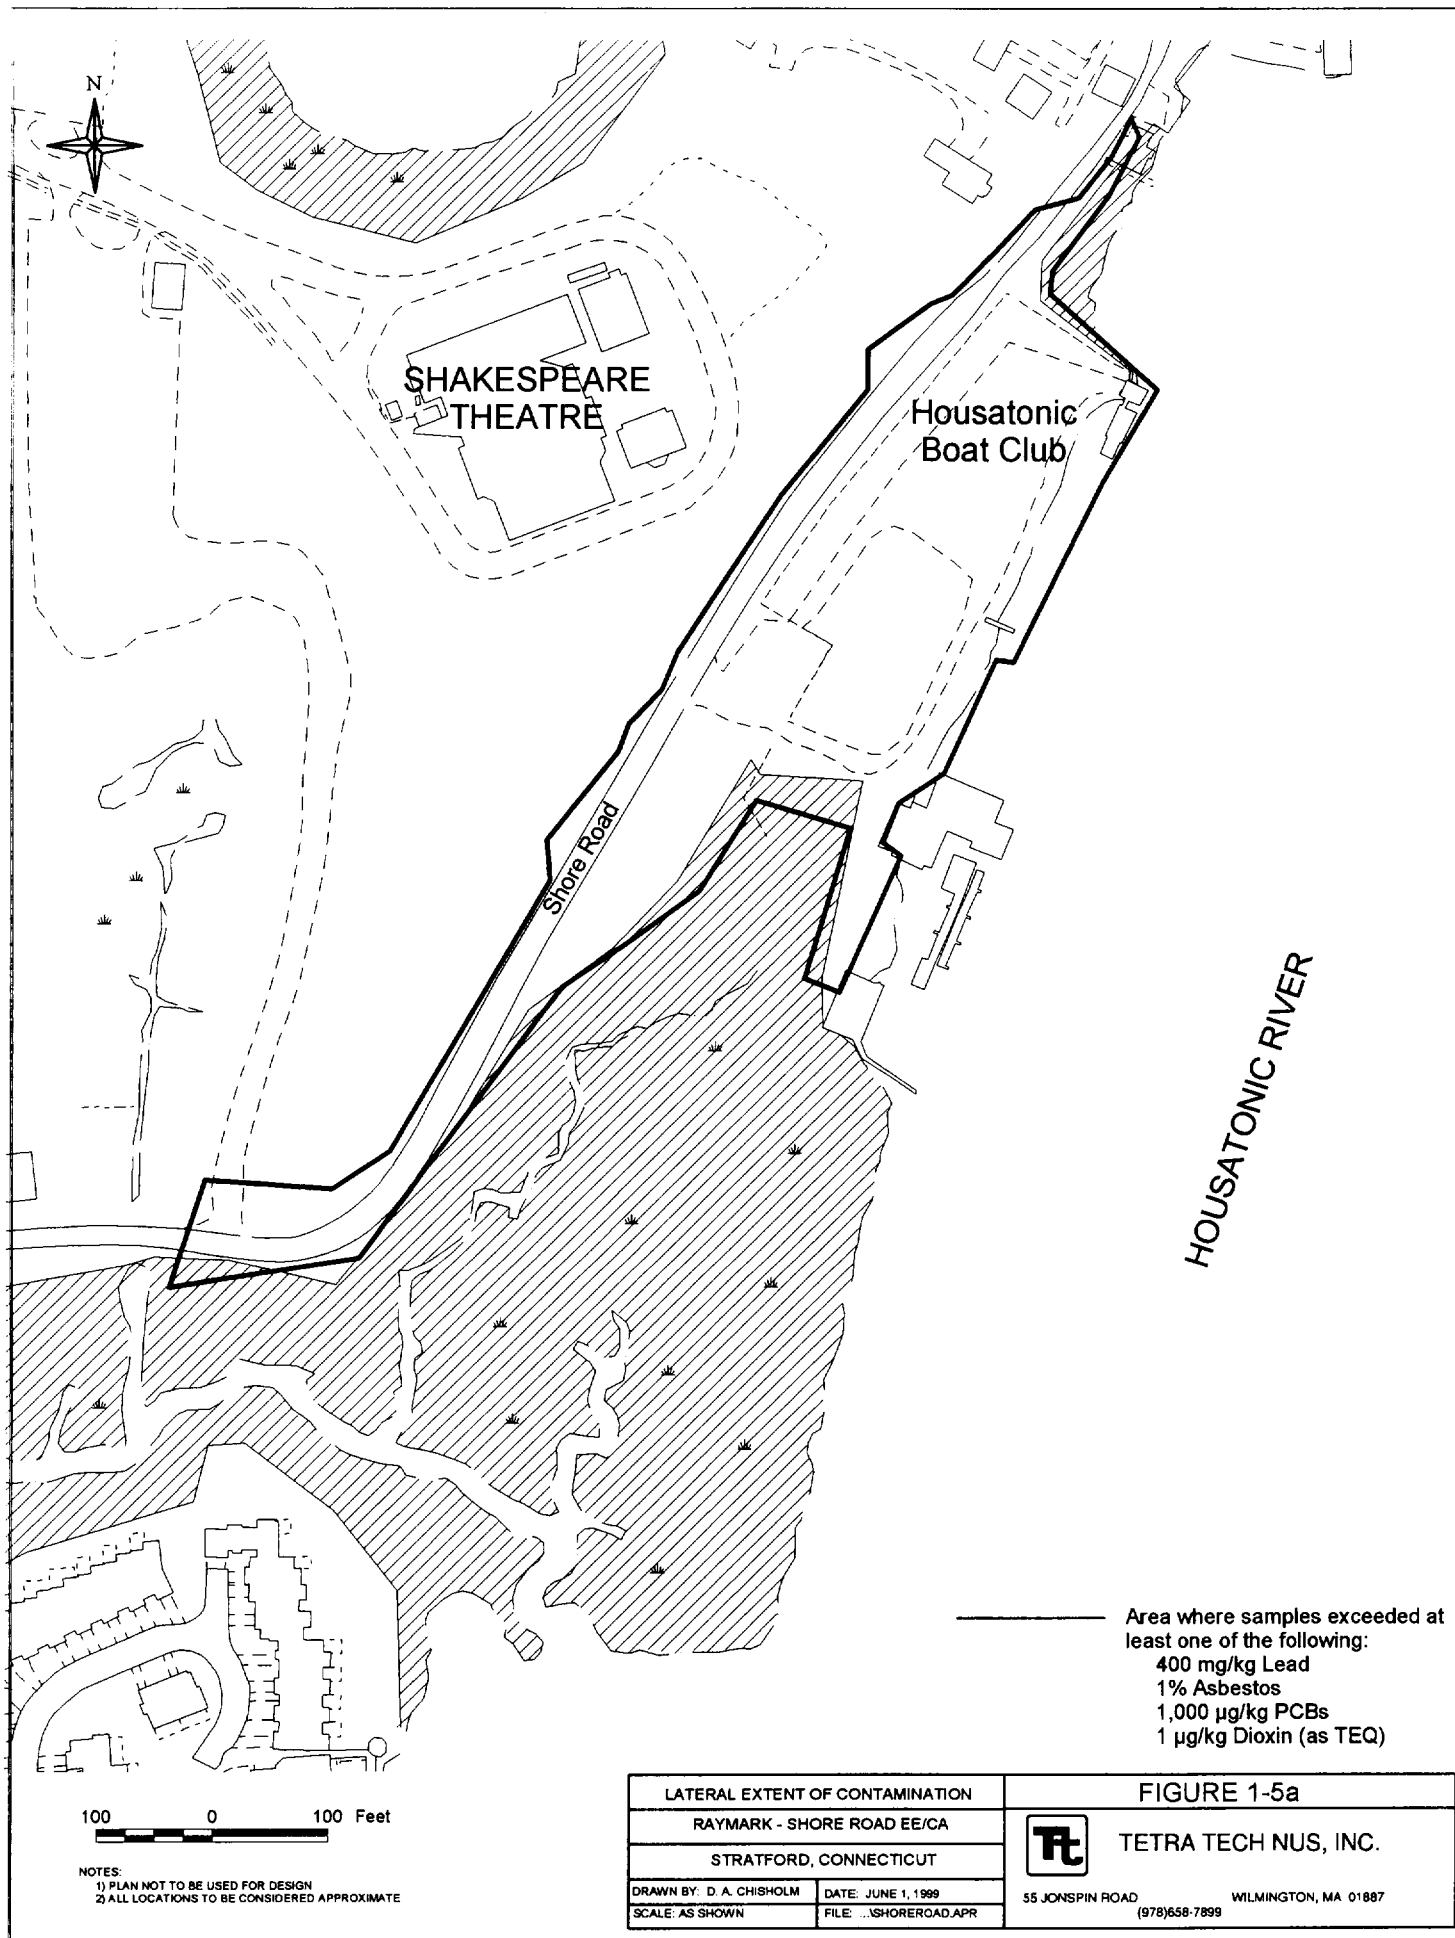 N
SHAKESPEARE
THEATRE
Housatonic
Boat Club
Shore Road
HOUSATONIC RIVER
Area where samples exceeded at
least one of the following:
400 mg/kg Lead
1% Asbestos
1,000 µg/kg PCBs
1 µg/kg Dioxin (as TEQ)
100 0 100 Feet
NOTES:
1) PLAN NOT TO BE USED FOR DESIGN
2) ALL LOCATIONS TO BE CONSIDERED APPROXIMATE
LATERAL EXTENT OF CONTAMINATION
RAYMARK - SHORE ROAD EE/CA
STRATFORD, CONNECTICUT
DRAWN BY: D. A. CHISHOLM
DATE: JUNE 1, 1999
SCALE: AS SHOWN
FILE: ...\SHOREROAD.APR
FIGURE 1-5a
Tt
TETRA TECH NUS, INC.
55 JONSPIN ROAD WILMINGTON, MA 01887
(978)658-7899